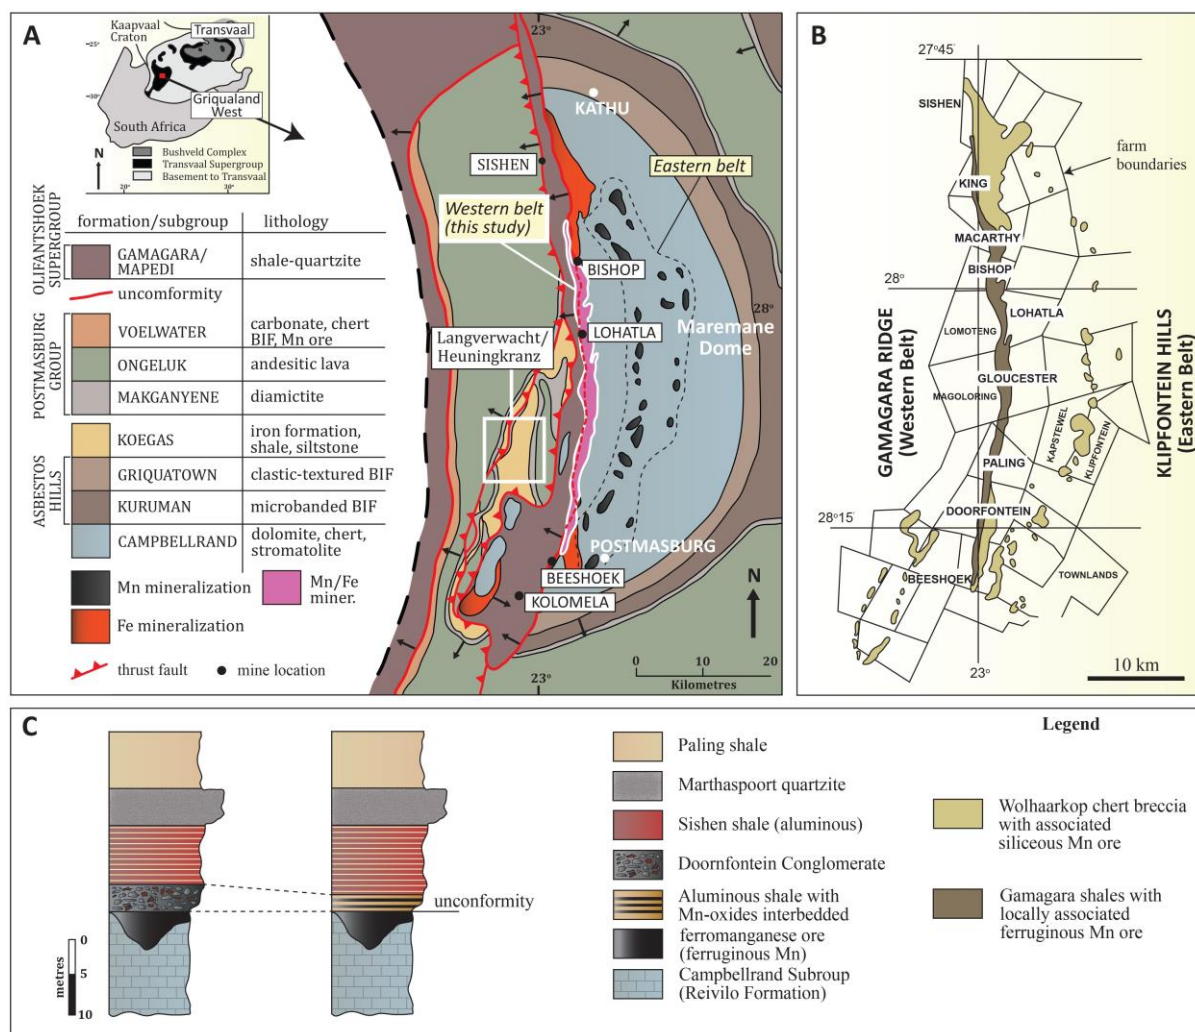 A
Kaapvaal
Craton
Transvaal
25°
30°
Griqualand
West
South Africa
N
Bushveld Complex
Transvaal Supergroup
Basement to Transvaal
20°
30°
formation/subgroup
lithology
OLIFANTSHOEK
SUPERGROUP
GAMAGARA/
MAPEDI
shale-quartzite
uncomformity
POSTMASBURG
GROUP
VOELWATER
carbonate, chert
BIF, Mn ore
ONGELUK
andesitic lava
MAKGANYENE
diamictite
KOEGAS
iron formation,
shale, siltstone
ASBESTOS
HILLS
GRIQUATOWN
clastic-textured BIF
KURUMAN
microbanded BIF
CAMPBELLRAND
dolomite, chert,
stromatolite
Mn mineralization
Mn/Fe
miner.
Fe mineralization
thrust fault
mine location
23°
KATHU
SISHEN
Eastern belt
Western belt
(this study)
BISHOP
28°
LOHATLA
Maremane
Dome
Langverwacht/
Heuningkranz
POSTMASBURG
BEESHOEK
KOLOMELA
N
0 10 20
Kilometres
23°
B
27°45'
SISHEN
farm
boundaries
KING
MACARTHY
BISHOP
28°
LOHATLA
LOMOTENG
GAMAGARA RIDGE
(Western Belt)
KLIPFONTEIN HILLS
(Eastern Belt)
GLOUCESTER
MAGOLORING
KAPSTEWEL
KLIPFONTEIN
PALING
DOORFONTEIN
28°15'
BEESHOEK
TOWNLANDS
23°
10 km
C
unconformity
0
5
10
metres
Paling shale
Marthaspoort quartzite
Sishen shale (aluminous)
Doornfontein Conglomerate
Aluminous shale with
Mn-oxides interbedded
ferromanganese ore
(ferruginous Mn)
Campbellrand Subroup
(Reivilo Formation)
Legend
Wolhaarkop chert breccia
with associated
siliceous Mn ore
Gamagara shales with
locally associated
ferruginous Mn ore